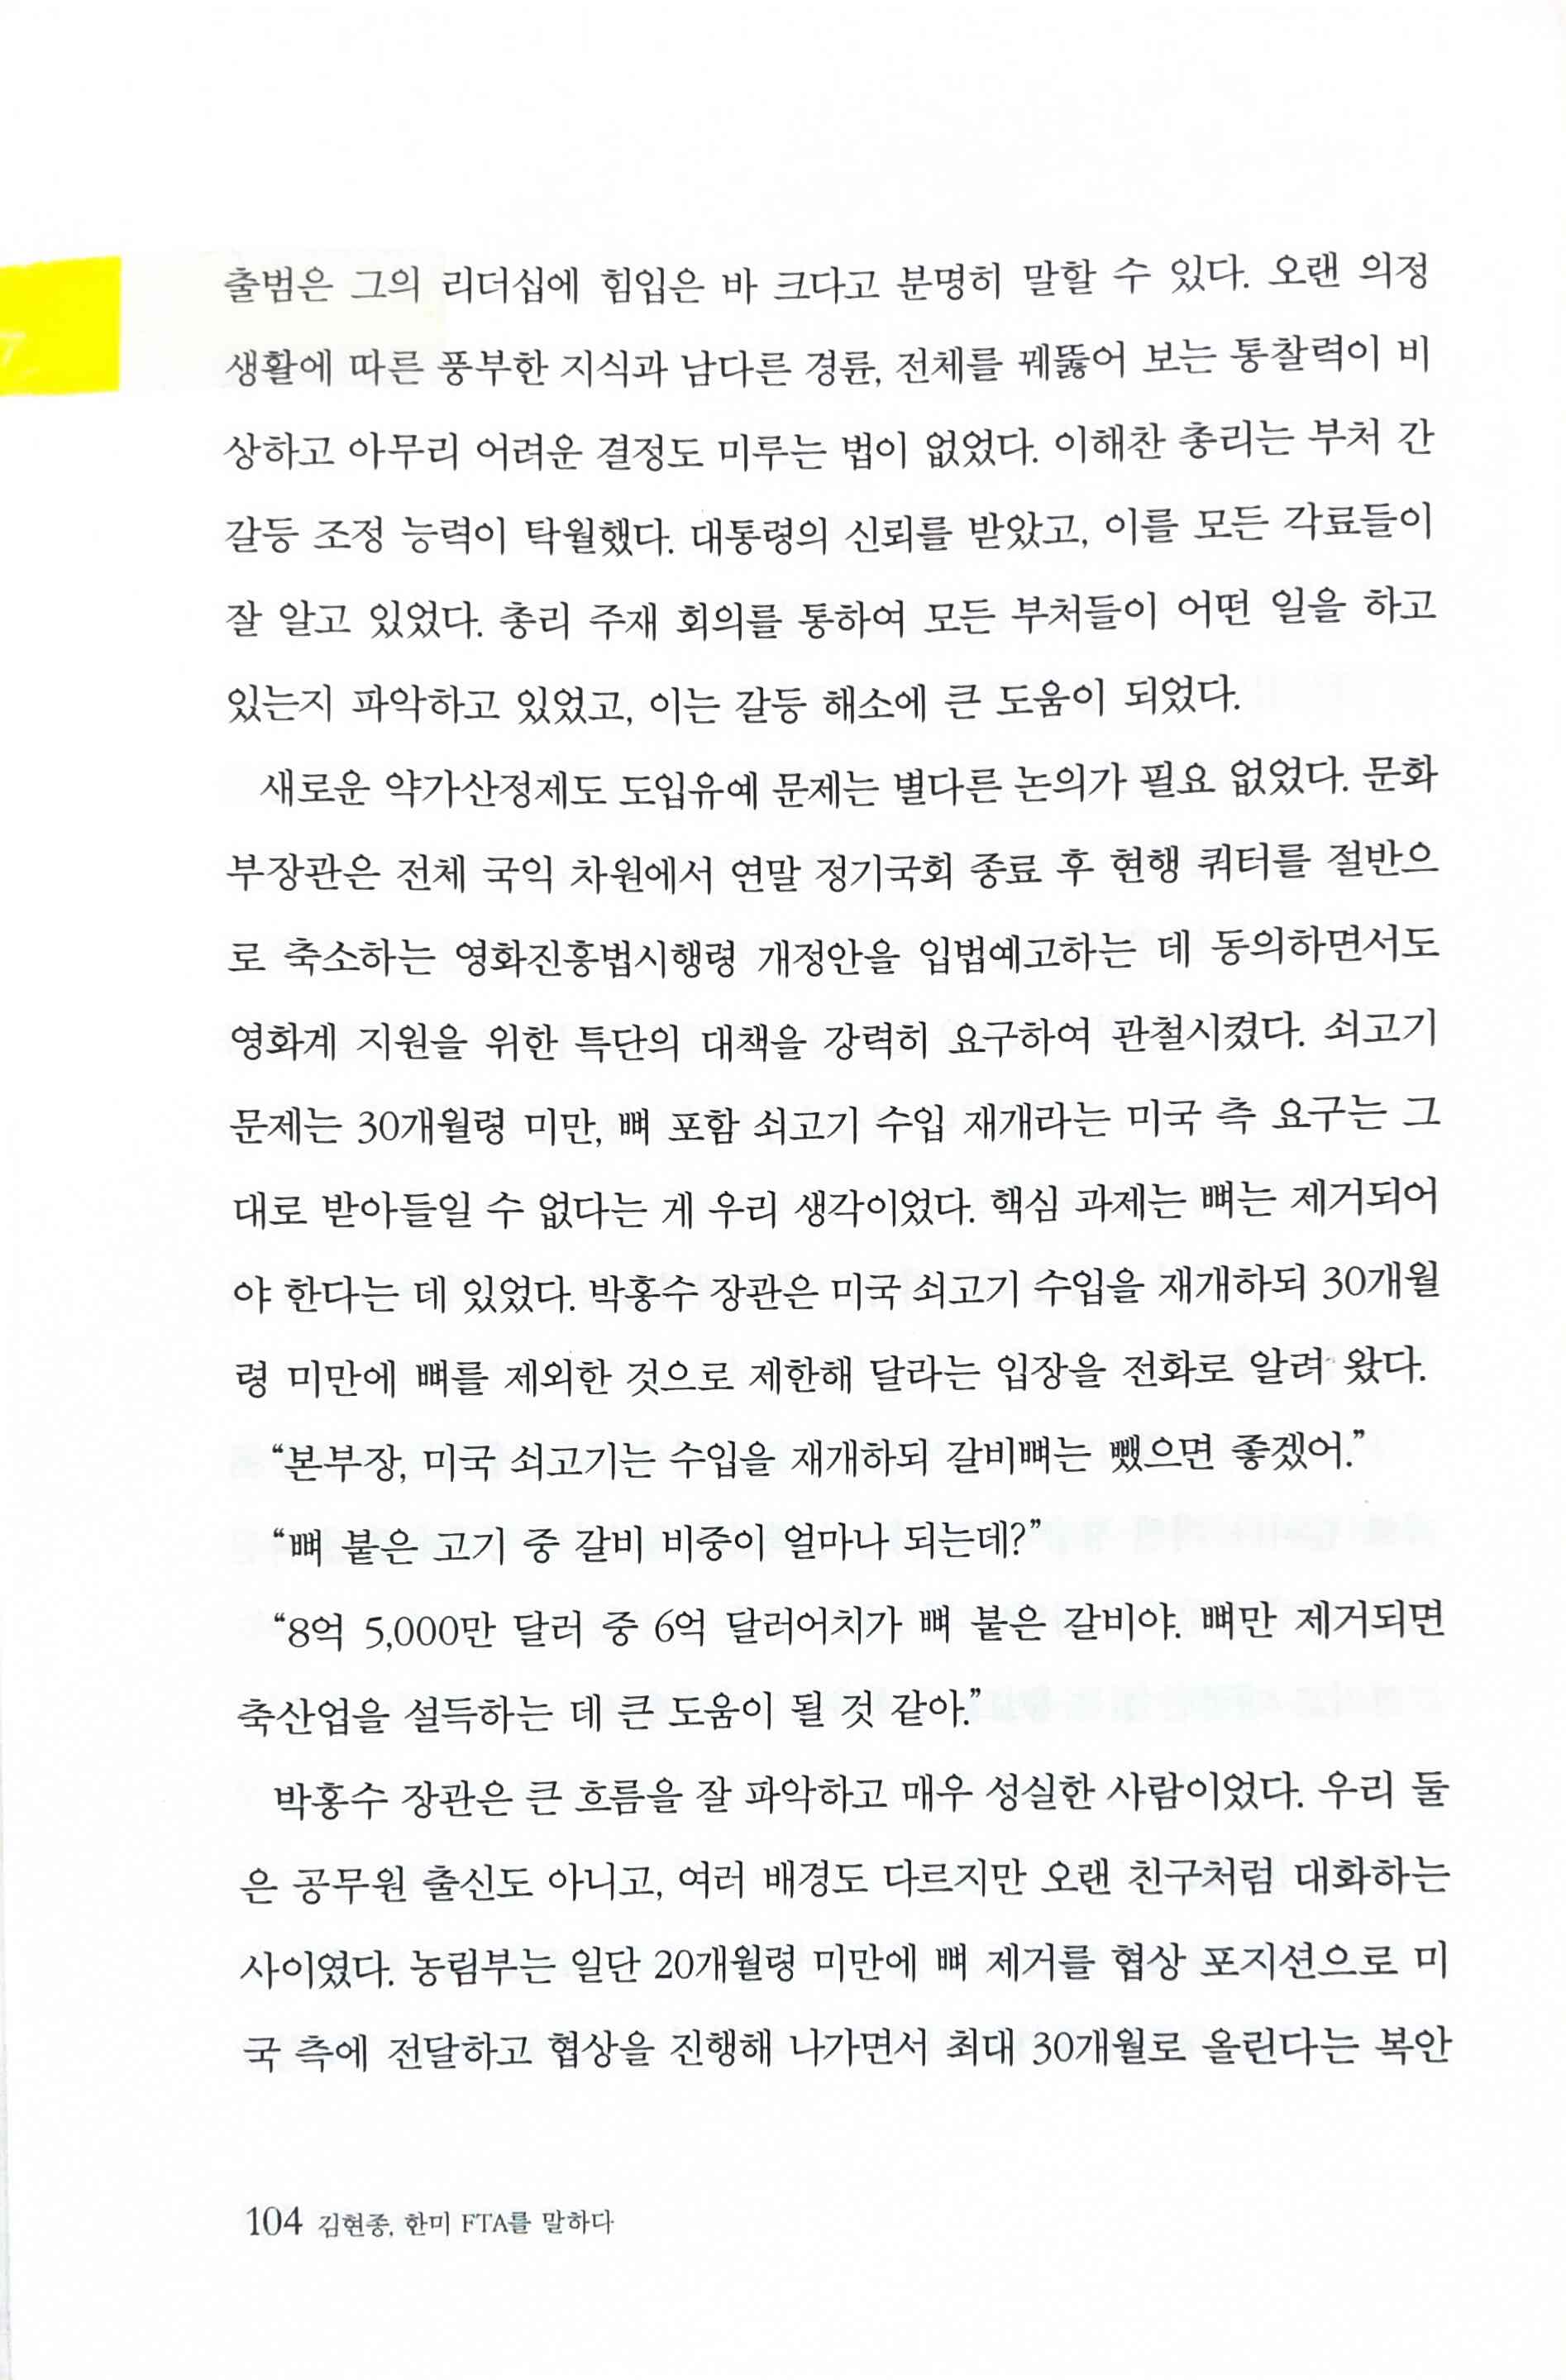 출범은 그의 리더십에 힘입은 바 크다고 분명히 말할 수 있다. 오랜 의정
생활에 따른 풍부한 지식과 남다른 경륜, 전체를 꿰뚫어 보는 통찰력이 비
상하고 아무리 어려운 결정도 미루는 법이 없었다. 이해찬 총리는 부처 간
갈등 조정 능력이 탁월했다. 대통령의 신뢰를 받았고, 이를 모든 각료들이
잘 알고 있었다. 총리 주재 회의를 통하여 모든 부처들이 어떤 일을 하고
있는지 파악하고 있었고, 이는 갈등 해소에 큰 도움이 되었다.
새로운 약가산정제도 도입유예 문제는 별다른 논의가 필요 없었다. 문화
부장관은 전체 국익 차원에서 연말 정기국회 종료 후 현행 쿼터를 절반으
로 축소하는 영화진흥법시행령 개정안을 입법예고하는 데 동의하면서도
영화계 지원을 위한 특단의 대책을 강력히 요구하여 관철시켰다. 쇠고기
문제는 30개월령 미만, 뼈 포함 쇠고기 수입 재개라는 미국 측 요구는 그
대로 받아들일 수 없다는 게 우리 생각이었다. 핵심 과제는 뼈는 제거되어
야 한다는 데 있었다. 박홍수 장관은 미국 쇠고기 수입을 재개하되 30개월
령 미만에 뼈를 제외한 것으로 제한해 달라는 입장을 전화로 알려 왔다.
“본부장, 미국 쇠고기는 수입을 재개하되 갈비뼈는 뺐으면 좋겠어.”
“뼈 붙은 고기 중 갈비 비중이 얼마나 되는데?”
“8억 5,000만 달러 중 6억 달러어치가 뼈 붙은 갈비야. 뼈만 제거되면
축산업을 설득하는 데 큰 도움이 될 것 같아.”
박홍수 장관은 큰 흐름을 잘 파악하고 매우 성실한 사람이었다. 우리 둘
은 공무원 출신도 아니고, 여러 배경도 다르지만 오랜 친구처럼 대화하는
사이였다. 농림부는 일단 20개월령 미만에 뼈 제거를 협상 포지션으로 미
국 측에 전달하고 협상을 진행해 나가면서 최대 30개월로 올린다는 복안
104 김현종, 한미 FTA를 말하다